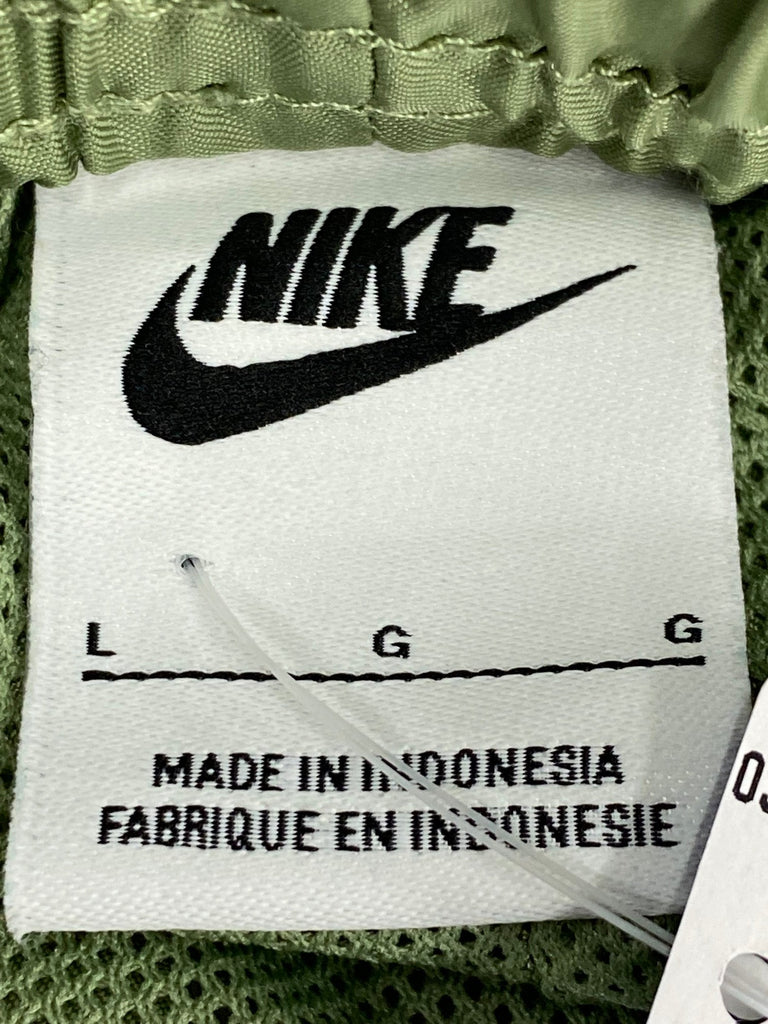 NIKE
L G G
MADE IN INDONESIA
FABRIQUE EN INDONESIE